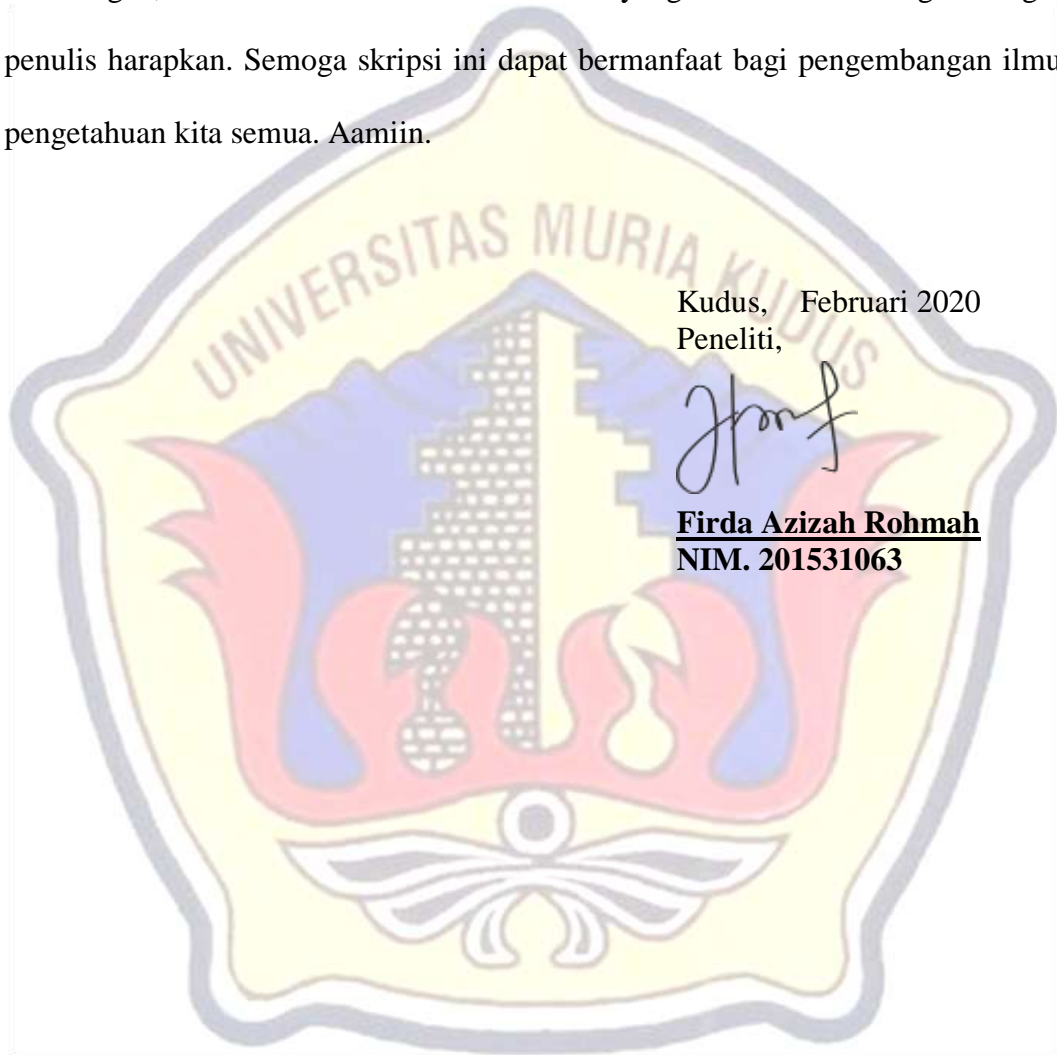 penulis harapkan. Semoga skripsi ini dapat bermanfaat bagi pengembangan ilmu
pengetahuan kita semua. Aamiin.
UNIVERSITAS MURIA KUDUS
Kudus, Februari 2020
Peneliti,
Firda Azizah Rohmah
NIM. 201531063